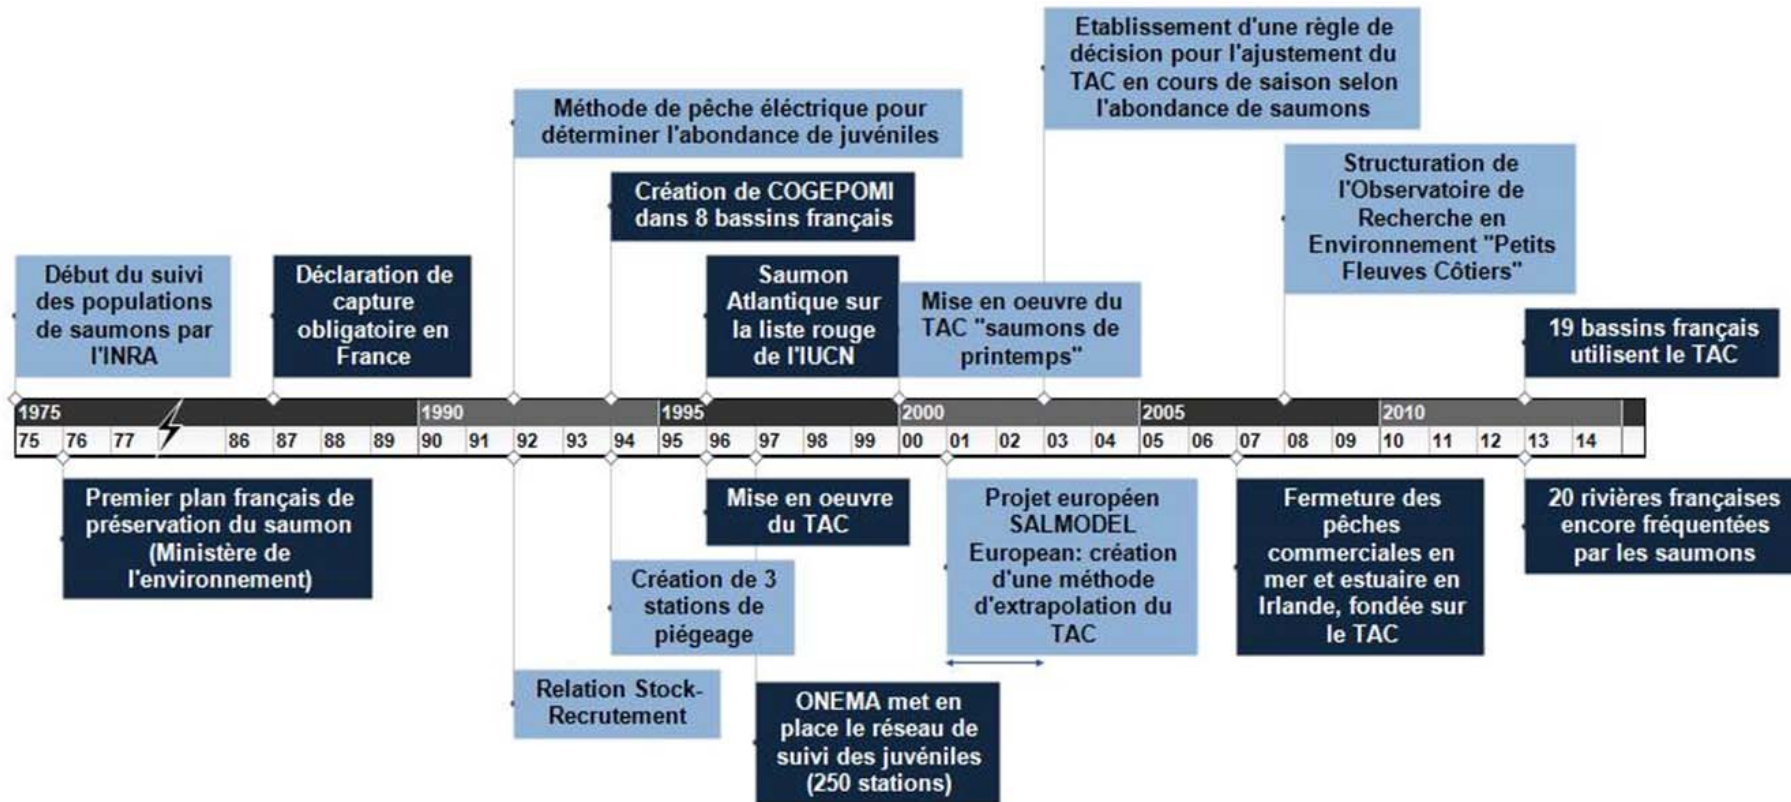 Etablissement d'une règle de
décision pour l'ajustement du
TAC en cours de saison selon
l'abondance de saumons
Méthode de pêche éléctrique pour
déterminer l'abondance de juvéniles
Structuration de
l'Observatoire de
Recherche en
Environnement "Petits
Fleuves Côtiers"
Création de COGEPOMI
dans 8 bassins français
Début du suivi
des populations
de saumons par
l'INRA
Déclaration de
capture
obligatoire en
France
Saumon
Atlantique sur
la liste rouge
de l'IUCN
Mise en oeuvre du
TAC "saumons de
printemps"
19 bassins français
utilisent le TAC
1975 1990 1995 2000 2005 2010
75 76 77 86 87 88 89 90 91 92 93 94 95 96 97 98 99 00 01 02 03 04 05 06 07 08 09 10 11 12 13 14
Premier plan français de
préservation du saumon
(Ministère de
l'environnement)
Mise en oeuvre
du TAC
Projet européen
SALMODEL
European: création
d'une méthode
d'extrapolation du
TAC
Fermeture des
pêches
commerciales en
mer et estuaire en
Irlande, fondée sur
le TAC
20 rivières françaises
encore fréquentées
par les saumons
Création de 3
stations de
piégeage
Relation Stock-
Recrutement
ONEMA met en
place le réseau de
suivi des juvéniles
(250 stations)